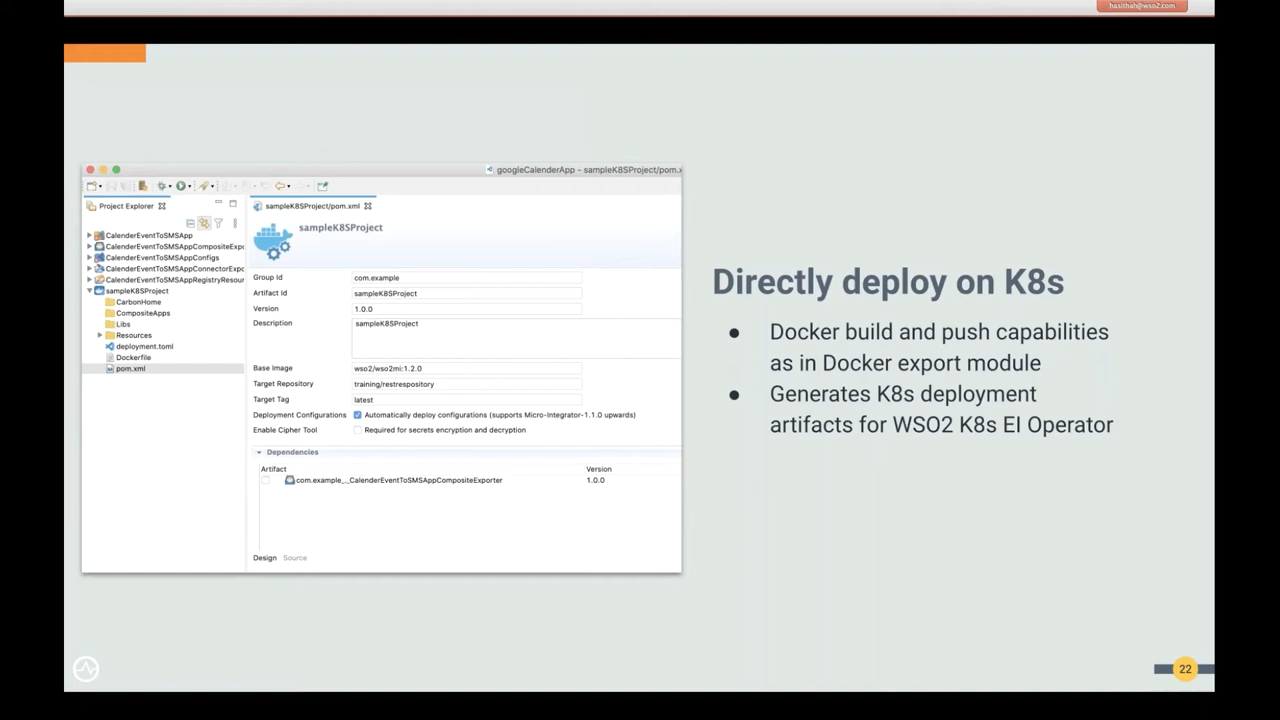 hasithah@wso2.com
googleCalenderApp - sampleK8SProject/pom.x
Project Explorer
CalenderEventToSMSApp
CalenderEventToSMSAppCompositeExpo
CalenderEventToSMSAppConfigs
CalenderEventToSMSAppConnectorExpo
CalenderEventToSMSAppRegistryResour
sampleK8SProject
CarbonHome
CompositeApps
Libs
Resources
deployment.toml
Dockerfile
pom.xml
sampleK8SProject/pom.xml
sampleK8SProject
Group Id com.example
Artifact Id sampleK8SProject
Version 1.0.0
Description sampleK8SProject
Base Image wso2/wso2mi:1.2.0
Target Repository training/restrespository
Target Tag latest
Deployment Configurations Automatically deploy configurations (supports Micro-Integrator-1.1.0 upwards)
Enable Cipher Tool Required for secrets encryption and decryption
Dependencies
Artifact Version
com.example_._CalenderEventToSMSAppCompositeExporter 1.0.0
Design Source
Directly deploy on K8s
● Docker build and push capabilities
as in Docker export module
● Generates K8s deployment
artifacts for WSO2 K8s EI Operator
22